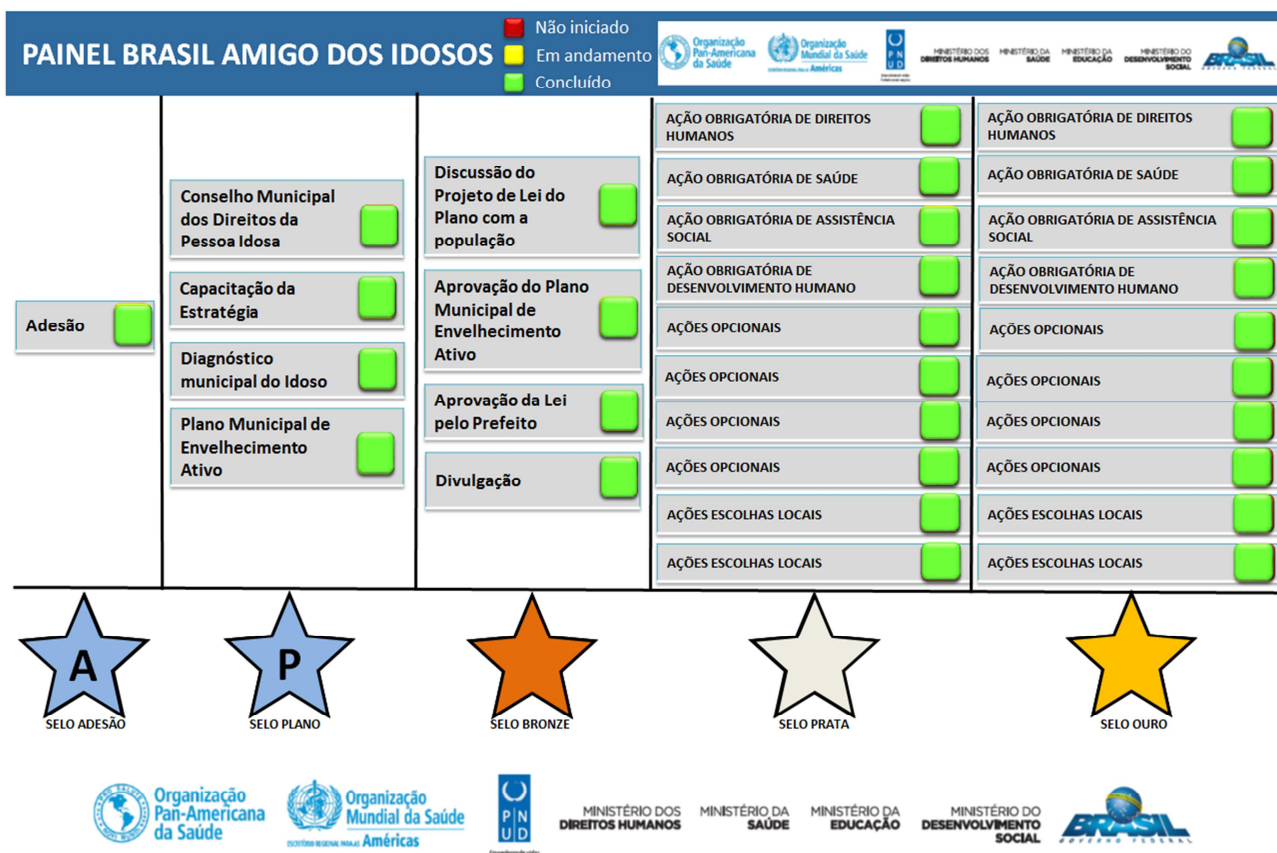 PAINEL BRASIL AMIGO DOS IDOSOS
Não iniciado
Em andamento
Concluído
Organização
Pan-Americana
da Saúde
Organização
Mundial da Saúde
Américas
P N
U D
MINISTÉRIO DOS
DIREITOS HUMANOS
MINISTÉRIO DA
SAÚDE
MINISTÉRIO DA
EDUCAÇÃO
MINISTÉRIO DO
DESENVOLVIMENTO
SOCIAL
BRASIL
GOVERNO FEDERAL
Adesão
Conselho Municipal
dos Direitos da
Pessoa Idosa
Capacitação da
Estratégia
Diagnóstico
municipal do Idoso
Plano Municipal de
Envelhecimento
Ativo
Discussão do
Projeto de Lei do
Plano com a
população
Aprovação do Plano
Municipal de
Envelhecimento
Ativo
Aprovação da Lei
pelo Prefeito
Divulgação
AÇÃO OBRIGATÓRIA DE DIREITOS
HUMANOS
AÇÃO OBRIGATÓRIA DE SAÚDE
AÇÃO OBRIGATÓRIA DE ASSISTÊNCIA
SOCIAL
AÇÃO OBRIGATÓRIA DE
DESENVOLVIMENTO HUMANO
AÇÕES OPCIONAIS
AÇÕES OPCIONAIS
AÇÕES OPCIONAIS
AÇÕES OPCIONAIS
AÇÕES ESCOLHAS LOCAIS
AÇÕES ESCOLHAS LOCAIS
AÇÃO OBRIGATÓRIA DE DIREITOS
HUMANOS
AÇÃO OBRIGATÓRIA DE SAÚDE
AÇÃO OBRIGATÓRIA DE ASSISTÊNCIA
SOCIAL
AÇÃO OBRIGATÓRIA DE
DESENVOLVIMENTO HUMANO
AÇÕES OPCIONAIS
AÇÕES OPCIONAIS
AÇÕES OPCIONAIS
AÇÕES OPCIONAIS
AÇÕES ESCOLHAS LOCAIS
AÇÕES ESCOLHAS LOCAIS
A
P
SELO ADESÃO
SELO PLANO
SELO BRONZE
SELO PRATA
SELO OURO
Organização
Pan-Americana
da Saúde
Organização
Mundial da Saúde
ESCRITÓRIO REGIONAL PARA AS Américas
P N
U D
MINISTÉRIO DOS
DIREITOS HUMANOS
MINISTÉRIO DA
SAÚDE
MINISTÉRIO DA
EDUCAÇÃO
MINISTÉRIO DO
DESENVOLVIMENTO
SOCIAL
BRASIL
GOVERNO FEDERAL